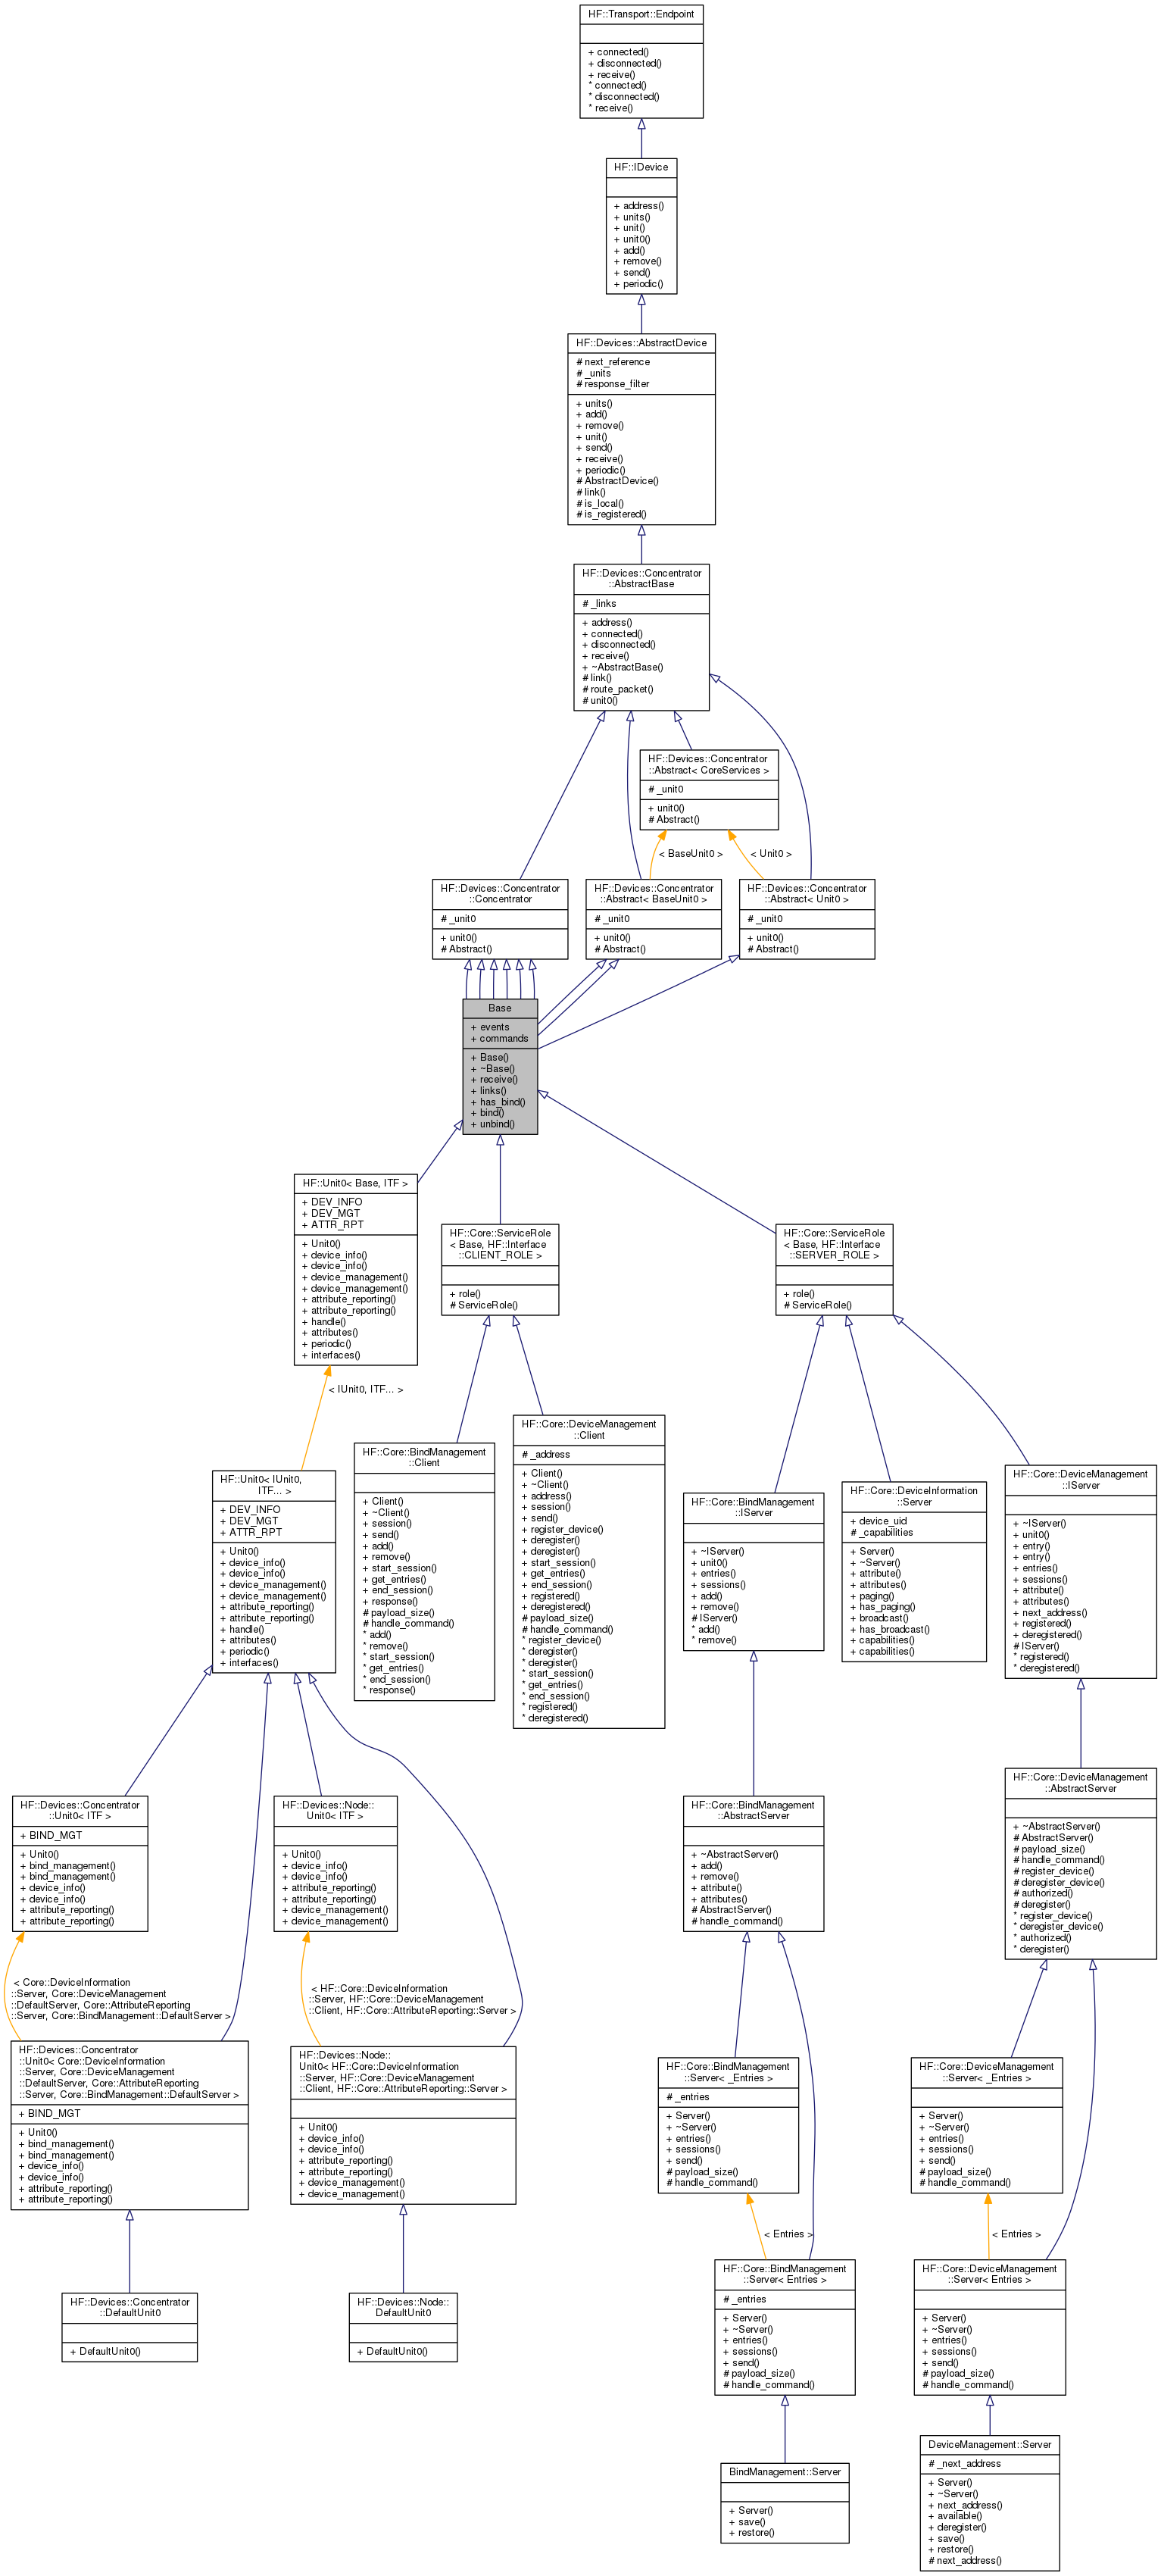 HF::Transport::Endpoint
+ connected()
+ disconnected()
+ receive()
* connected()
* disconnected()
* receive()
HF::IDevice
+ address()
+ units()
+ unit()
+ unit0()
+ add()
+ remove()
+ send()
+ periodic()
HF::Devices::AbstractDevice
# next_reference
# _units
# response_filter
+ units()
+ add()
+ remove()
+ unit()
+ send()
+ receive()
+ periodic()
# AbstractDevice()
# link()
# is_local()
# is_registered()
HF::Devices::Concentrator
::AbstractBase
# _links
+ address()
+ connected()
+ disconnected()
+ receive()
+ ~AbstractBase()
# link()
# route_packet()
# unit0()
HF::Devices::Concentrator
::Abstract< CoreServices >
# _unit0
+ unit0()
# Abstract()
< BaseUnit0 >
< Unit0 >
HF::Devices::Concentrator
::Concentrator
# _unit0
+ unit0()
# Abstract()
HF::Devices::Concentrator
::Abstract< BaseUnit0 >
# _unit0
+ unit0()
# Abstract()
HF::Devices::Concentrator
::Abstract< Unit0 >
# _unit0
+ unit0()
# Abstract()
Base
+ events
+ commands
+ Base()
+ ~Base()
+ receive()
+ links()
+ has_bind()
+ bind()
+ unbind()
HF::Unit0< Base, ITF >
+ DEV_INFO
+ DEV_MGT
+ ATTR_RPT
+ Unit0()
+ device_info()
+ device_info()
+ device_management()
+ device_management()
+ attribute_reporting()
+ attribute_reporting()
+ handle()
+ attributes()
+ periodic()
+ interfaces()
HF::Core::ServiceRole
< Base, HF::Interface
::CLIENT_ROLE >
+ role()
# ServiceRole()
HF::Core::ServiceRole
< Base, HF::Interface
::SERVER_ROLE >
+ role()
# ServiceRole()
< IUnit0, ITF... >
HF::Unit0< IUnit0,
ITF... >
+ DEV_INFO
+ DEV_MGT
+ ATTR_RPT
+ Unit0()
+ device_info()
+ device_info()
+ device_management()
+ device_management()
+ attribute_reporting()
+ attribute_reporting()
+ handle()
+ attributes()
+ periodic()
+ interfaces()
HF::Core::BindManagement
::Client
+ Client()
+ ~Client()
+ session()
+ send()
+ add()
+ remove()
+ start_session()
+ get_entries()
+ end_session()
+ response()
# payload_size()
# handle_command()
* add()
* remove()
* start_session()
* get_entries()
* end_session()
* response()
HF::Core::DeviceManagement
::Client
# _address
+ Client()
+ ~Client()
+ address()
+ session()
+ send()
+ register_device()
+ deregister()
+ deregister()
+ start_session()
+ get_entries()
+ end_session()
+ registered()
+ deregistered()
# payload_size()
# handle_command()
* register_device()
* deregister()
* deregister()
* start_session()
* get_entries()
* end_session()
* registered()
* deregistered()
HF::Core::BindManagement
::IServer
+ ~IServer()
+ unit0()
+ entries()
+ sessions()
+ add()
+ remove()
# IServer()
* add()
* remove()
HF::Core::DeviceInformation
::Server
+ device_uid
# _capabilities
+ Server()
+ ~Server()
+ attribute()
+ attributes()
+ paging()
+ has_paging()
+ broadcast()
+ has_broadcast()
+ capabilities()
+ capabilities()
HF::Core::DeviceManagement
::IServer
+ ~IServer()
+ unit0()
+ entry()
+ entry()
+ entries()
+ sessions()
+ attribute()
+ attributes()
+ next_address()
+ registered()
+ deregistered()
# IServer()
* registered()
* deregistered()
HF::Devices::Concentrator
::Unit0< ITF >
+ BIND_MGT
+ Unit0()
+ bind_management()
+ bind_management()
+ device_info()
+ device_info()
+ attribute_reporting()
+ attribute_reporting()
HF::Devices::Node::
Unit0< ITF >
+ Unit0()
+ device_info()
+ device_info()
+ attribute_reporting()
+ attribute_reporting()
+ device_management()
+ device_management()
HF::Core::BindManagement
::AbstractServer
+ ~AbstractServer()
+ add()
+ remove()
+ attribute()
+ attributes()
# AbstractServer()
# handle_command()
HF::Core::DeviceManagement
::AbstractServer
+ ~AbstractServer()
# AbstractServer()
# payload_size()
# handle_command()
# register_device()
# deregister_device()
# authorized()
# deregister()
* register_device()
* deregister_device()
* authorized()
* deregister()
< Core::DeviceInformation
::Server, Core::DeviceManagement
::DefaultServer, Core::AttributeReporting
::Server, Core::BindManagement::DefaultServer >
< HF::Core::DeviceInformation
::Server, HF::Core::DeviceManagement
::Client, HF::Core::AttributeReporting::Server >
HF::Devices::Concentrator
::Unit0< Core::DeviceInformation
::Server, Core::DeviceManagement
::DefaultServer, Core::AttributeReporting
::Server, Core::BindManagement::DefaultServer >
+ BIND_MGT
+ Unit0()
+ bind_management()
+ bind_management()
+ device_info()
+ device_info()
+ attribute_reporting()
+ attribute_reporting()
HF::Devices::Node::
Unit0< HF::Core::DeviceInformation
::Server, HF::Core::DeviceManagement
::Client, HF::Core::AttributeReporting::Server >
+ Unit0()
+ device_info()
+ device_info()
+ attribute_reporting()
+ attribute_reporting()
+ device_management()
+ device_management()
HF::Core::BindManagement
::Server< _Entries >
# _entries
+ Server()
+ ~Server()
+ entries()
+ sessions()
+ send()
# payload_size()
# handle_command()
HF::Core::DeviceManagement
::Server< _Entries >
+ Server()
+ ~Server()
+ entries()
+ sessions()
+ send()
# payload_size()
# handle_command()
< Entries >
< Entries >
HF::Devices::Concentrator
::DefaultUnit0
+ DefaultUnit0()
HF::Devices::Node::
DefaultUnit0
+ DefaultUnit0()
HF::Core::BindManagement
::Server< Entries >
# _entries
+ Server()
+ ~Server()
+ entries()
+ sessions()
+ send()
# payload_size()
# handle_command()
HF::Core::DeviceManagement
::Server< Entries >
+ Server()
+ ~Server()
+ entries()
+ sessions()
+ send()
# payload_size()
# handle_command()
BindManagement::Server
+ Server()
+ save()
+ restore()
DeviceManagement::Server
# _next_address
+ Server()
+ ~Server()
+ next_address()
+ available()
+ deregister()
+ save()
+ restore()
# next_address()